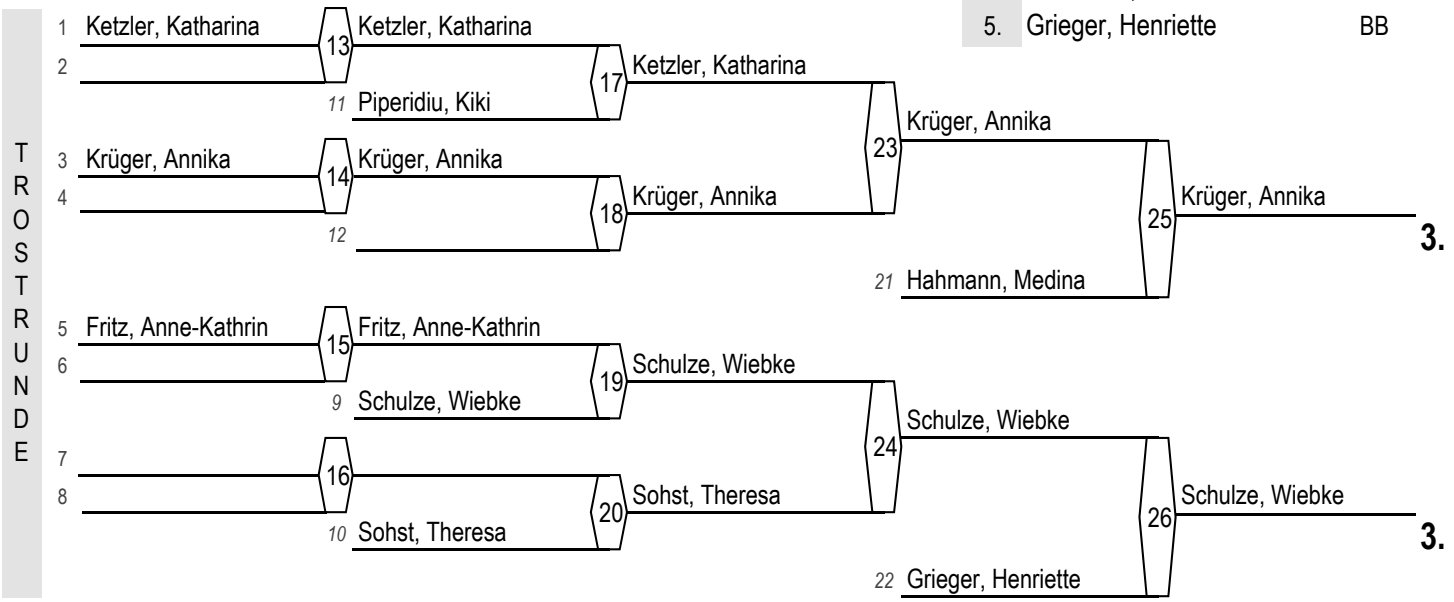 5. Grieger, Henriette BB
TROSTRUNDE
1 Ketzler, Katharina 13 Ketzler, Katharina
2
17 Ketzler, Katharina
11 Piperidiu, Kiki
23 Krüger, Annika
3 Krüger, Annika 14 Krüger, Annika
4
18 Krüger, Annika
12
25 Krüger, Annika
3.
21 Hahmann, Medina
5 Fritz, Anne-Kathrin 15 Fritz, Anne-Kathrin
6
19 Schulze, Wiebke
9 Schulze, Wiebke
24 Schulze, Wiebke
7
16
8
20 Sohst, Theresa
10 Sohst, Theresa
26 Schulze, Wiebke
3.
22 Grieger, Henriette